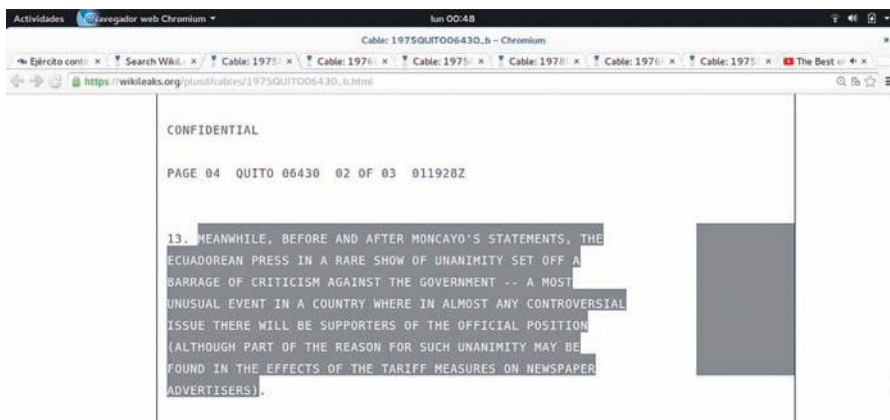 Actividades Navegador web Chromium lun 00:48
Cable: 1975QUITO06430_b - Chromium
Ejército cont Search WikiL Cable: 1975 Cable: 1976 Cable: 1975 Cable: 1978 Cable: 1976 Cable: 1975 The Best o
https://wikileaks.org/plusd/cables/1975QUITO06430_b.html
CONFIDENTIAL
PAGE 04 QUITO 06430 02 OF 03 011928Z
13. MEANWHILE, BEFORE AND AFTER MONCAYO'S STATEMENTS, THE
ECUADOREAN PRESS IN A RARE SHOW OF UNANIMITY SET OFF A
BARRAGE OF CRITICISM AGAINST THE GOVERNMENT -- A MOST
UNUSUAL EVENT IN A COUNTRY WHERE IN ALMOST ANY CONTROVERSIAL
ISSUE THERE WILL BE SUPPORTERS OF THE OFFICIAL POSITION
(ALTHOUGH PART OF THE REASON FOR SUCH UNANIMITY MAY BE
FOUND IN THE EFFECTS OF THE TARIFF MEASURES ON NEWSPAPER
ADVERTISERS).